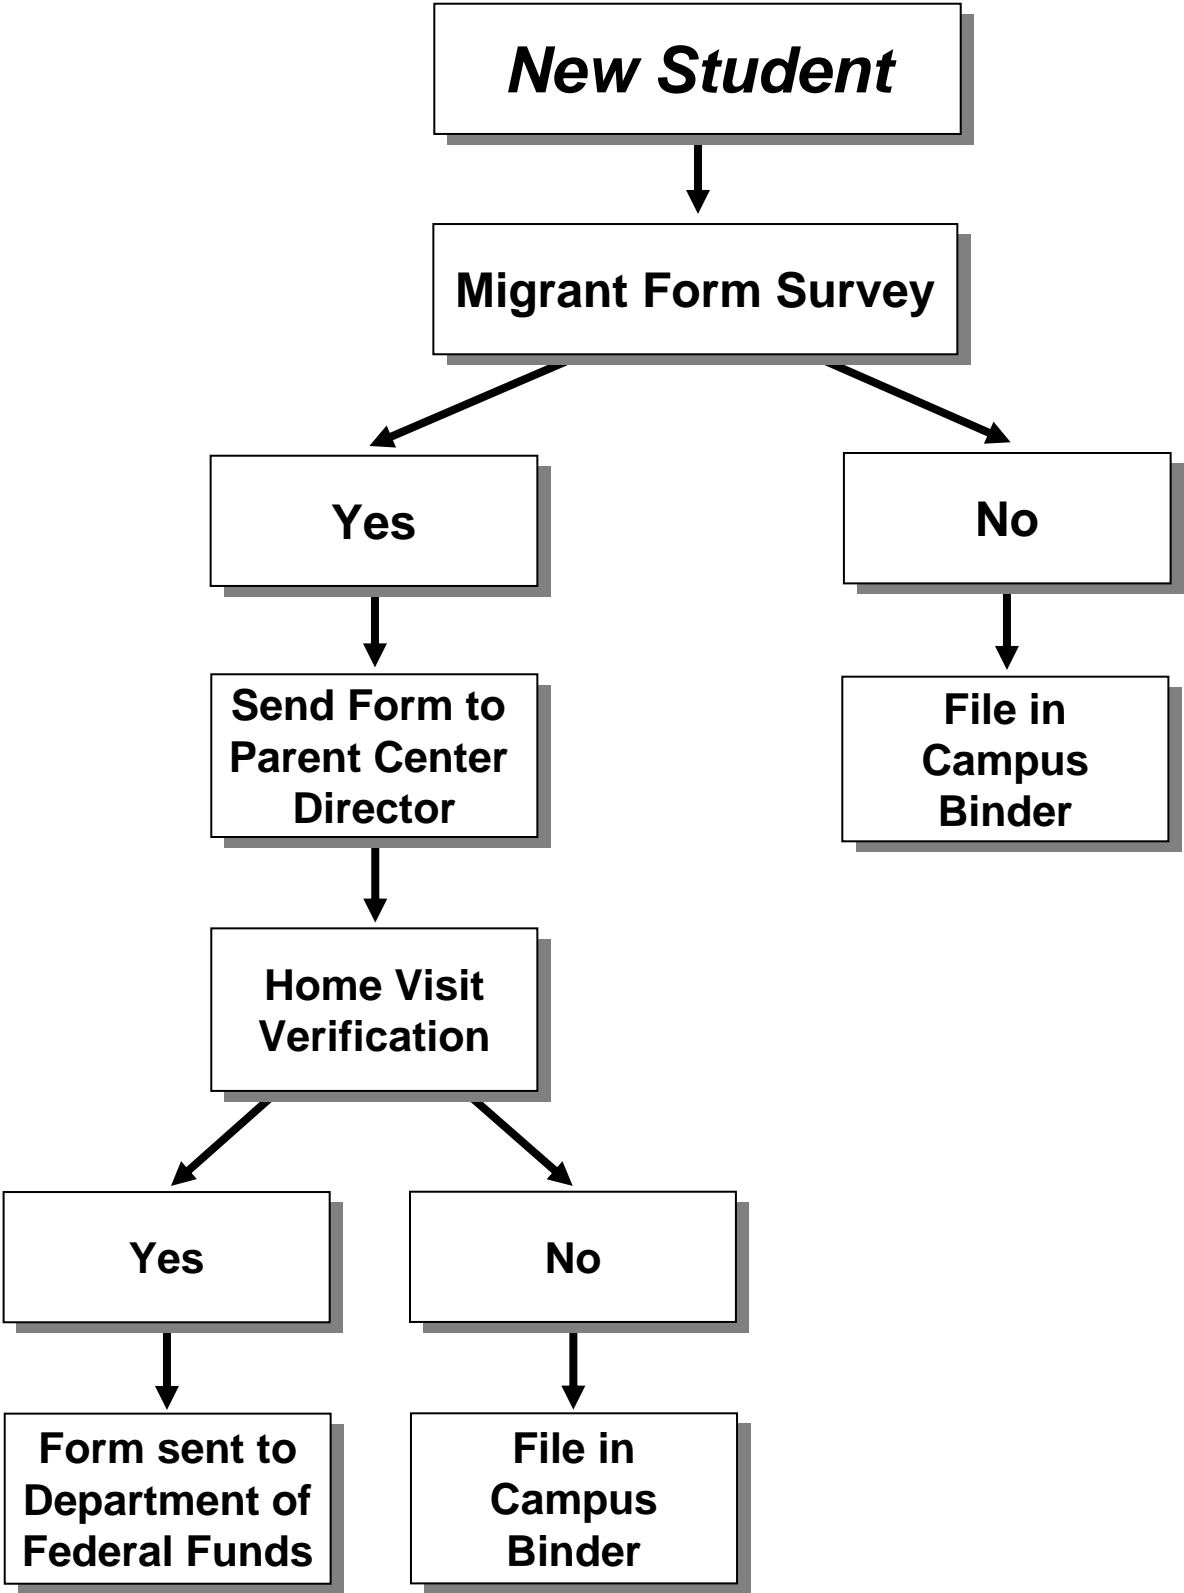 New Student
Migrant Form Survey
Yes
No
Send Form to
Parent Center
Director
File in
Campus
Binder
Home Visit
Verification
Yes
No
Form sent to
Department of
Federal Funds
File in
Campus
Binder